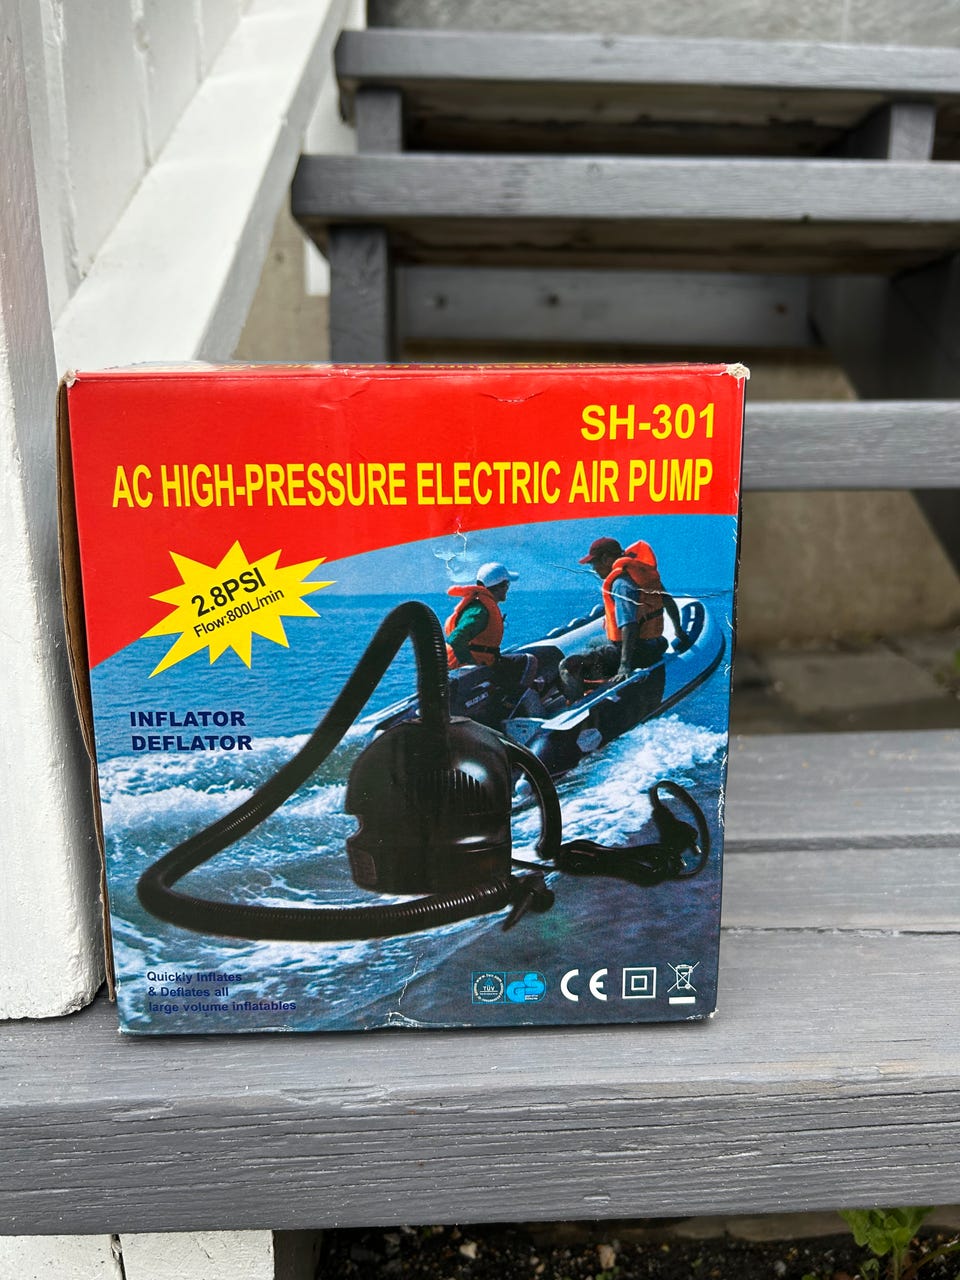 SH-301
AC HIGH-PRESSURE ELECTRIC AIR PUMP
2.8PSI
Flow:800L/min
INFLATOR
DEFLATOR
Quickly Inflates
& Deflates all
large volume inflatables
TÜV
GS
CE